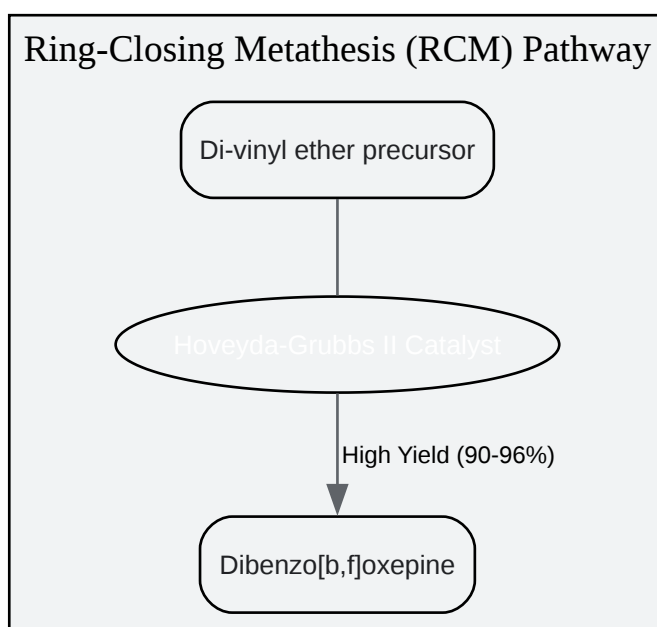 Ring-Closing Metathesis (RCM) Pathway
Di-vinyl ether precursor
Hoveyda-Grubbs II Catalyst
High Yield (90-96%)
Dibenzo[b,f]oxepine